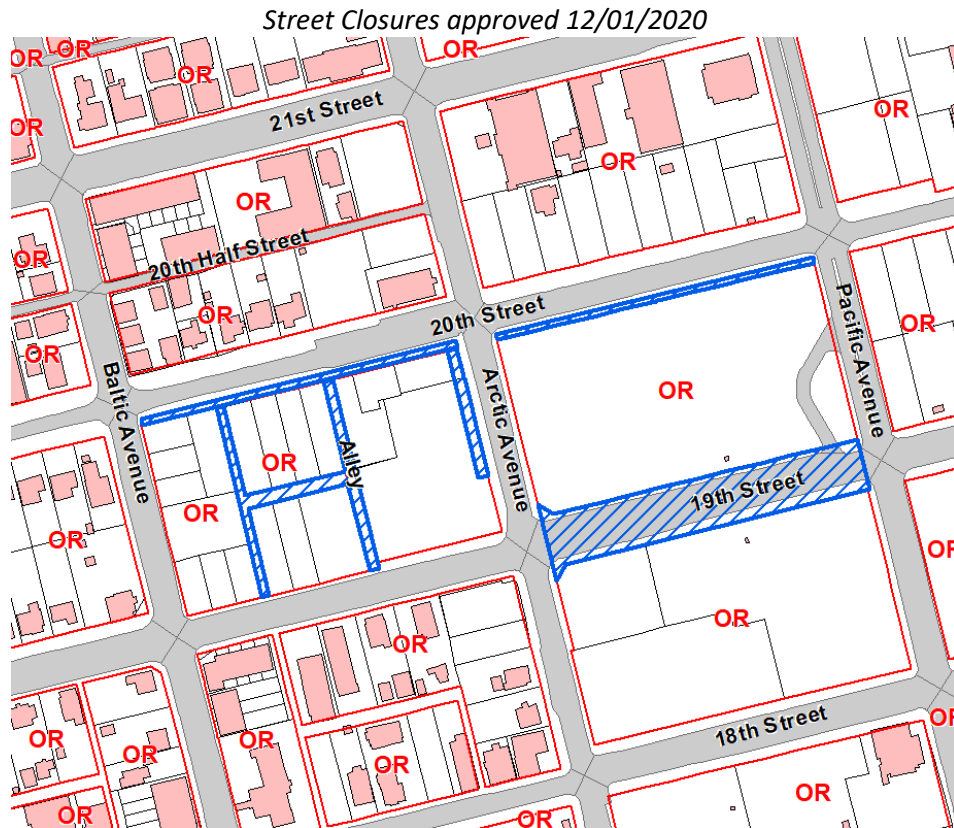 Street Closures approved 12/01/2020
OR
OR
OR
OR
21st Street
OR
OR
OR
OR
OR
20th Half Street
OR
20th Street
OR
Pacific Avenue
OR
Baltic Avenue
Arctic Avenue
OR
Alley
OR
19th Street
OR
OR
OR
OR
OR
OR
18th Street
OR
OR
OR
OR
OR
OR
OR
OR